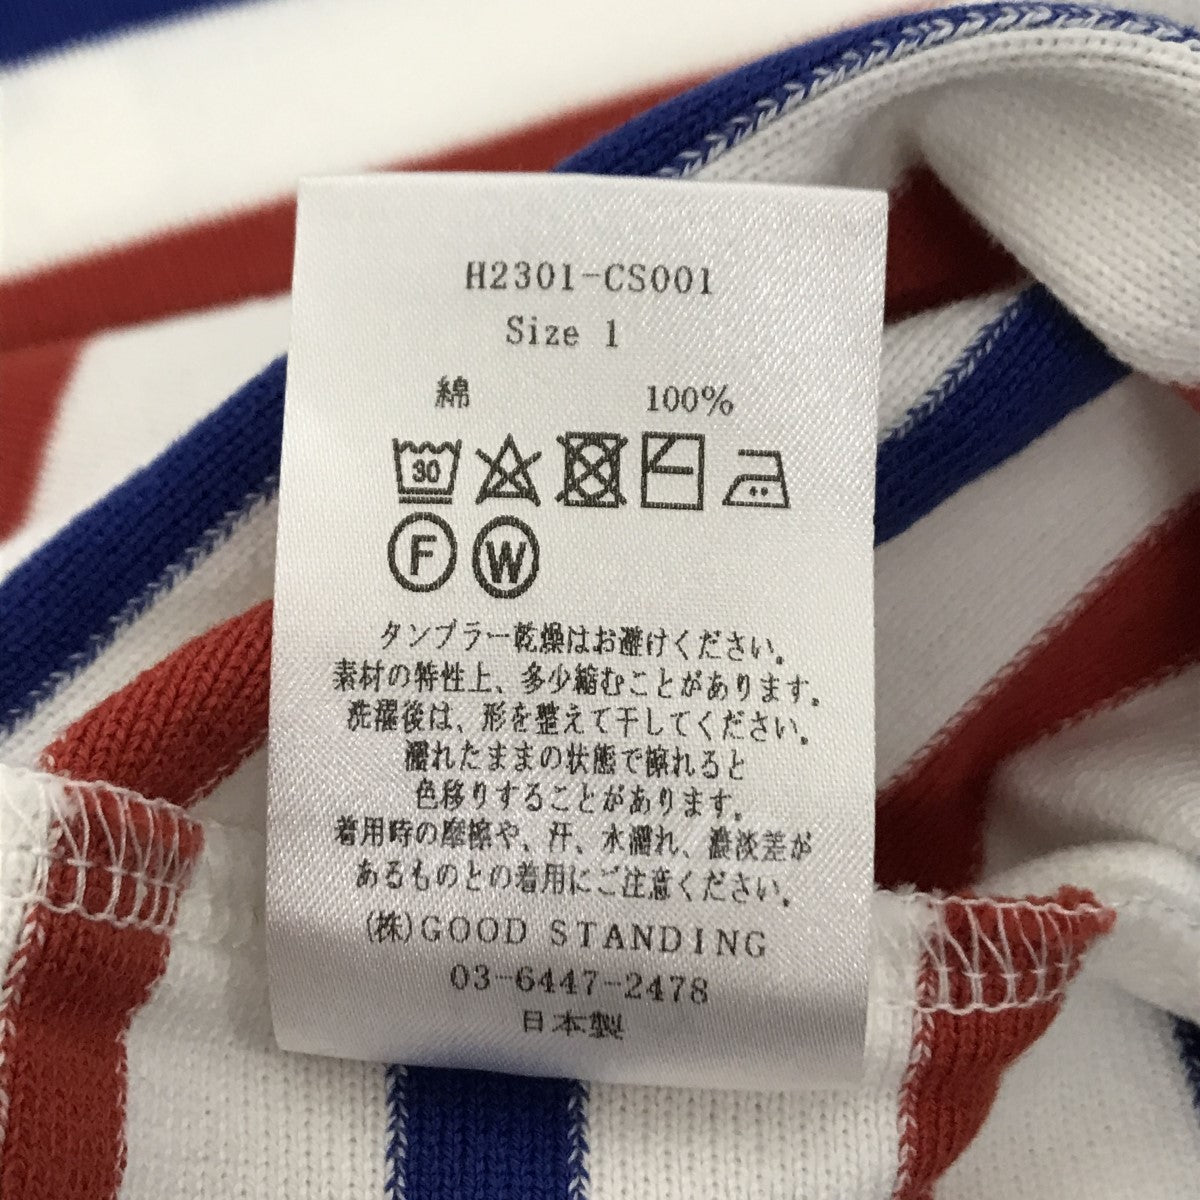 H2301-CS001
Size 1
綿 100%
30
F W
タンブラー乾燥はお避けください。
素材の特性上、多少縮むことがあります。
洗濯後は、形を整えて干してください。
濡れたままの状態で擦れると
色移りすることがあります。
着用時の摩擦や、汗、水濡れ、濃淡差が
あるものとの着用にご注意ください。
(株)GOOD STANDING
03-6447-2478
日本製